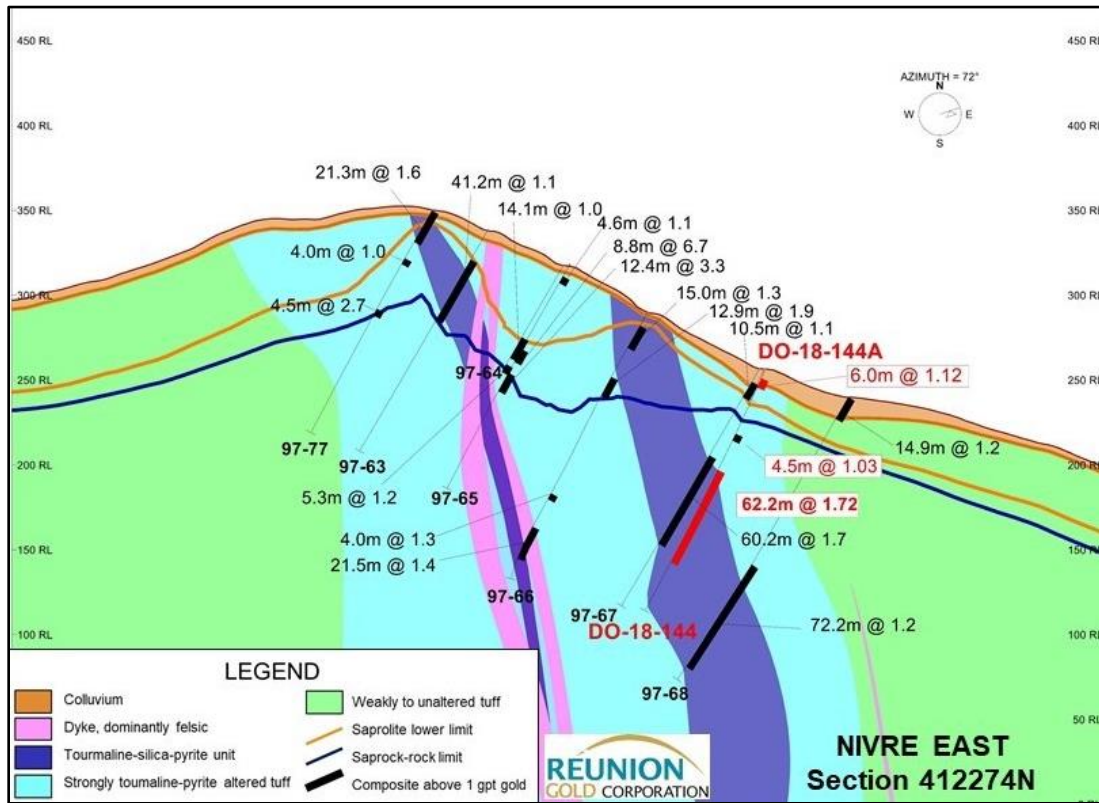 450 RL
450 RL
AZIMUTH = 72°
N
W
E
S
400 RL
400 RL
21.3m @ 1.6
41.2m @ 1.1
14.1m @ 1.0
4.6m @ 1.1
8.8m @ 6.7
12.4m @ 3.3
350 RL
350 RL
4.0m @ 1.0
4.5m @ 2.7
15.0m @ 1.3
12.9m @ 1.9
10.5m @ 1.1
300 RL
300 RL
DO-18-144A
6.0m @ 1.12
97-64
250 RL
250 RL
14.9m @ 1.2
97-77
97-63
4.5m @ 1.03
200 RL
200 RL
5.3m @ 1.2
97-65
62.2m @ 1.72
4.0m @ 1.3
60.2m @ 1.7
21.5m @ 1.4
150 RL
150 RL
97-66
97-67
DO-18-144
72.2m @ 1.2
100 RL
100 RL
97-68
50 RL
LEGEND
Colluvium
Dyke, dominantly felsic
Tourmaline-silica-pyrite unit
Strongly toumaline-pyrite altered tuff
Weakly to unaltered tuff
Saprolite lower limit
Saprock-rock limit
Composite above 1 gpt gold
REUNION
GOLD CORPORATION
NIVRE EAST
Section 412274N